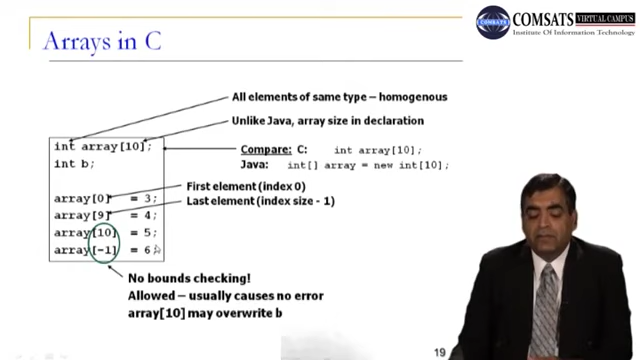 Arrays in C
COMSATS
COMSATS
VIRTUAL CAMPUS
Institute Of Information Technology
All elements of same type – homogenous
Unlike Java, array size in declaration
int array[10];
int b;
Compare: C: int array[10];
Java: int[] array = new int[10];
array[0] = 3;
array[9] = 4;
array[10] = 5;
array[-1] = 6;
First element (index 0)
Last element (index size - 1)
No bounds checking!
Allowed – usually causes no error
array[10] may overwrite b
19